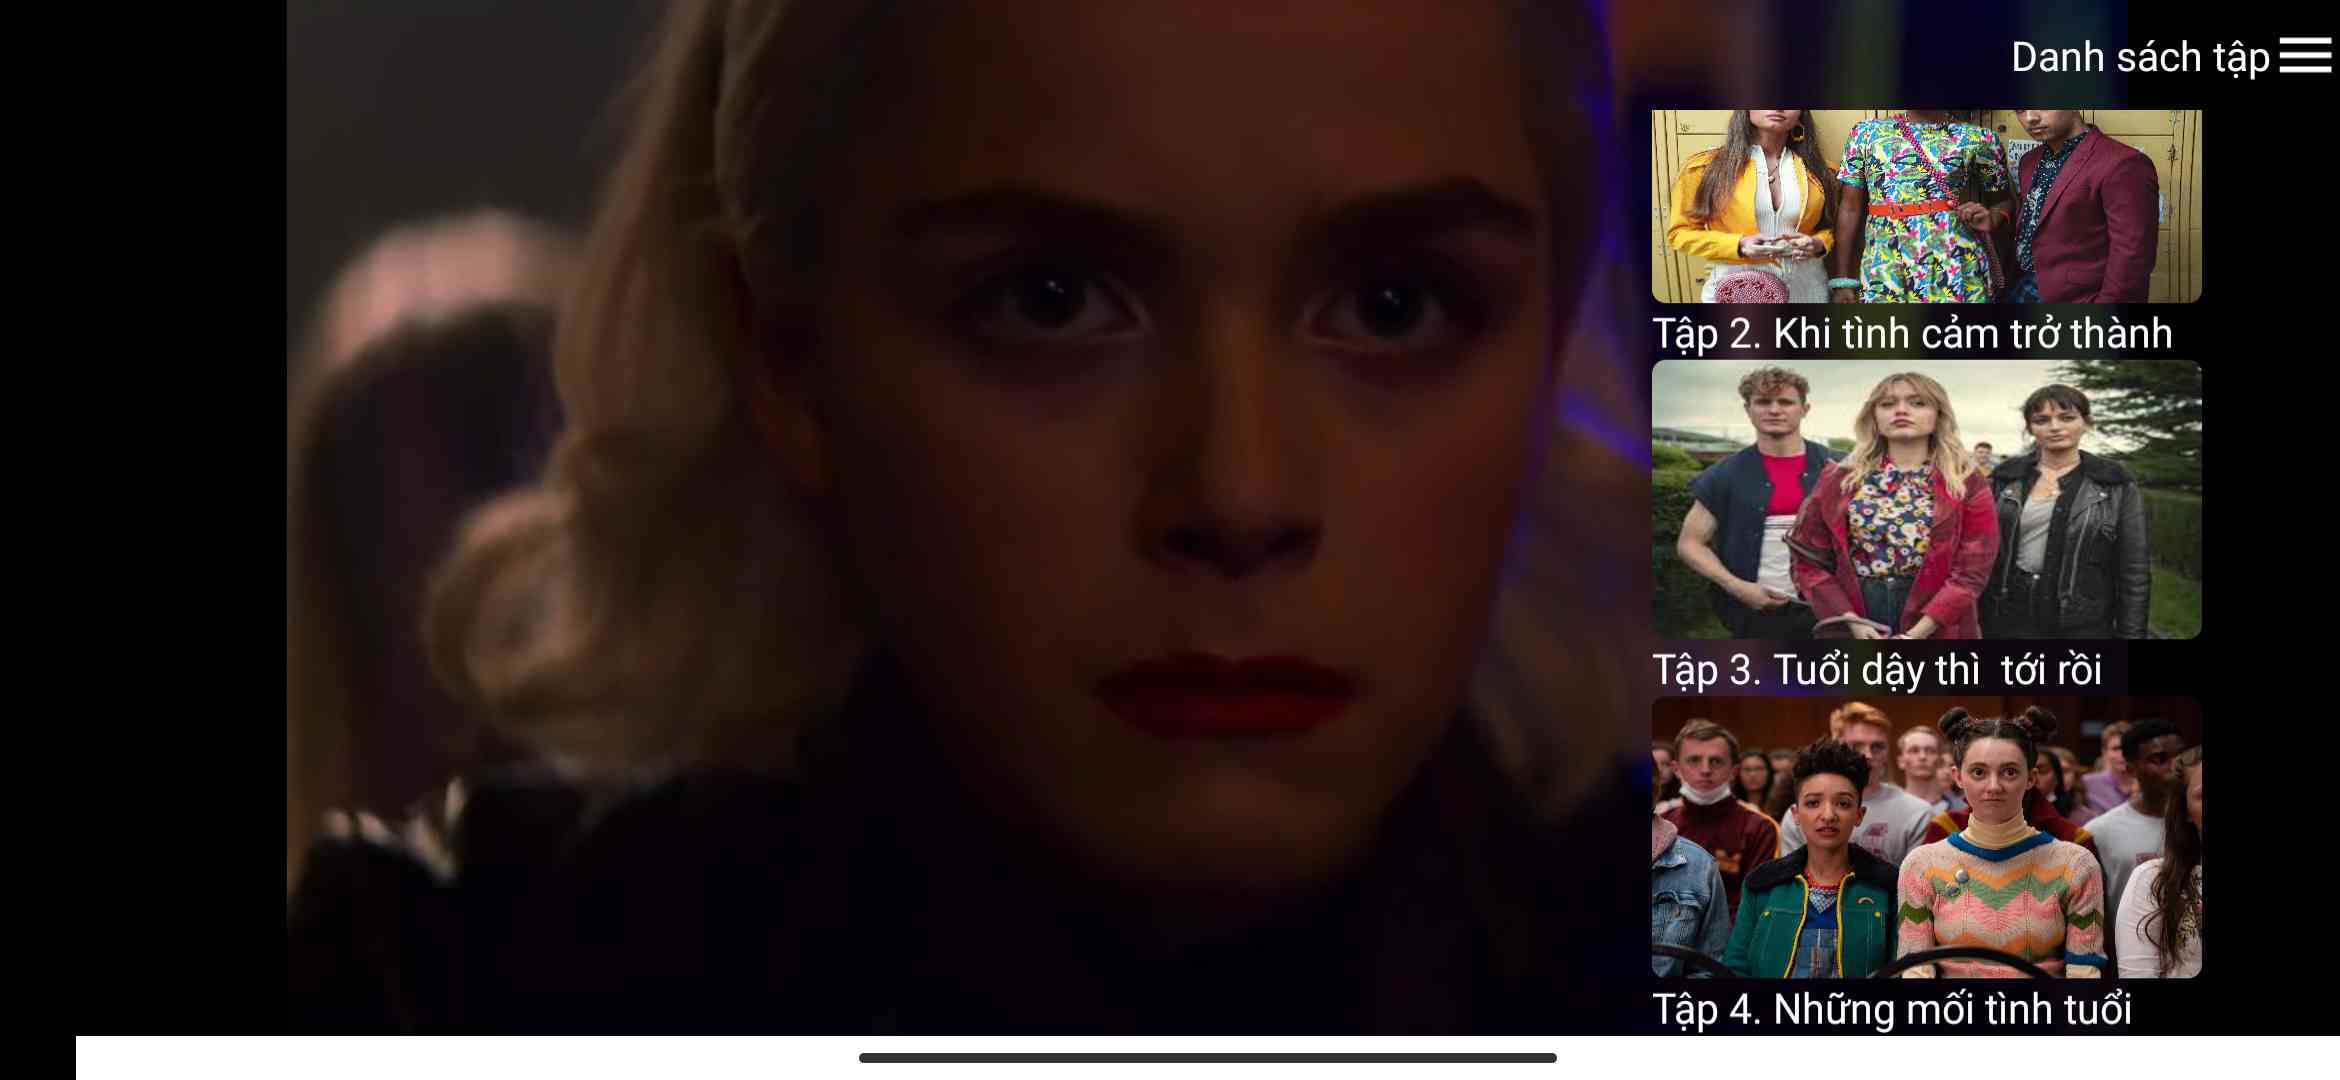 Danh sách tập
Tập 2. Khi tình cảm trở thành
Tập 3. Tuổi dậy thì  tới rồi
Tập 4. Những mối tình tuổi